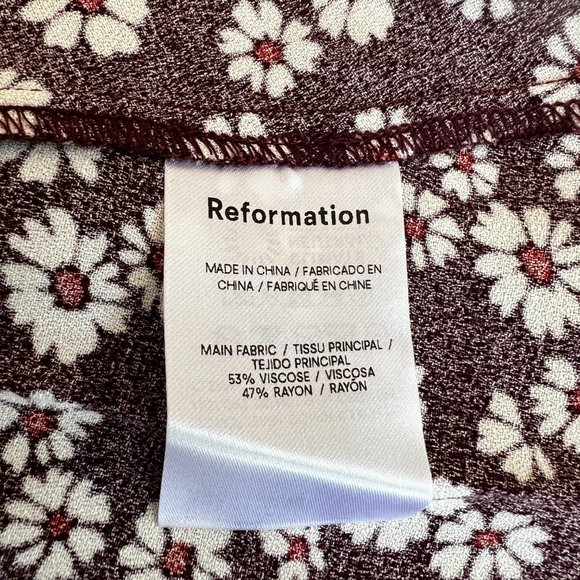 Reformation
MADE IN CHINA / FABRICADO EN
CHINA / FABRIQUÉ EN CHINE
MAIN FABRIC / TISSU PRINCIPAL /
TEJIDO PRINCIPAL
53% VISCOSE / VISCOSA
47% RAYON / RAYÓN